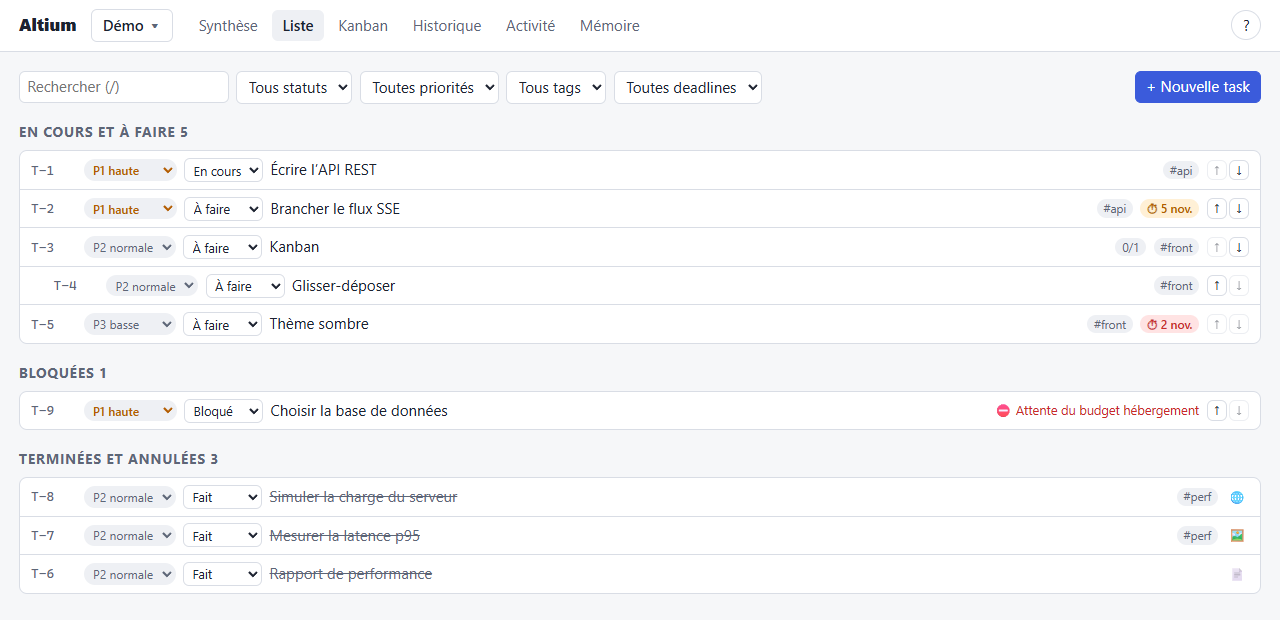 Altium Démo Synthèse Liste Kanban Historique Activité Mémoire ?
Rechercher (/) Tous statuts Toutes priorités Tous tags Toutes deadlines + Nouvelle task
EN COURS ET À FAIRE 5
T-1 P1 haute En cours Écrire l'API REST #api ↑ ↓
T-2 P1 haute À faire Brancher le flux SSE #api ⏱ 5 nov. ↑ ↓
T-3 P2 normale À faire Kanban 0/1 #front ↑ ↓
T-4 P2 normale À faire Glisser-déposer #front ↑ ↓
T-5 P3 basse À faire Thème sombre #front ⏱ 2 nov. ↑ ↓
BLOQUÉES 1
T-9 P1 haute Bloqué Choisir la base de données ⛔ Attente du budget hébergement ↑ ↓
TERMINÉES ET ANNULÉES 3
T-8 P2 normale Fait Simuler la charge du serveur #perf
T-7 P2 normale Fait Mesurer la latence p95 #perf
T-6 P2 normale Fait Rapport de performance